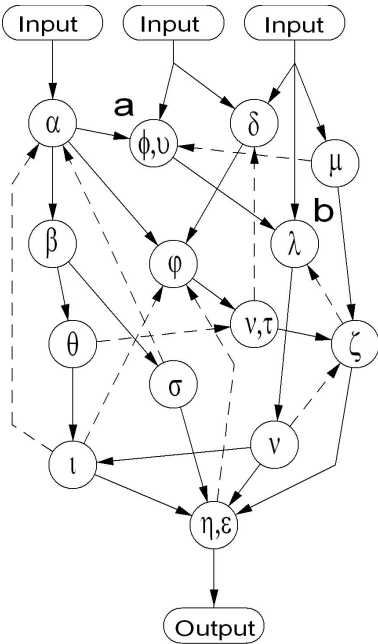 Input Input Input
a
α
ϕ,υ
δ
μ
b
β
φ
λ
θ
ν,τ
ζ
σ
ι
ν
η,ε
Output